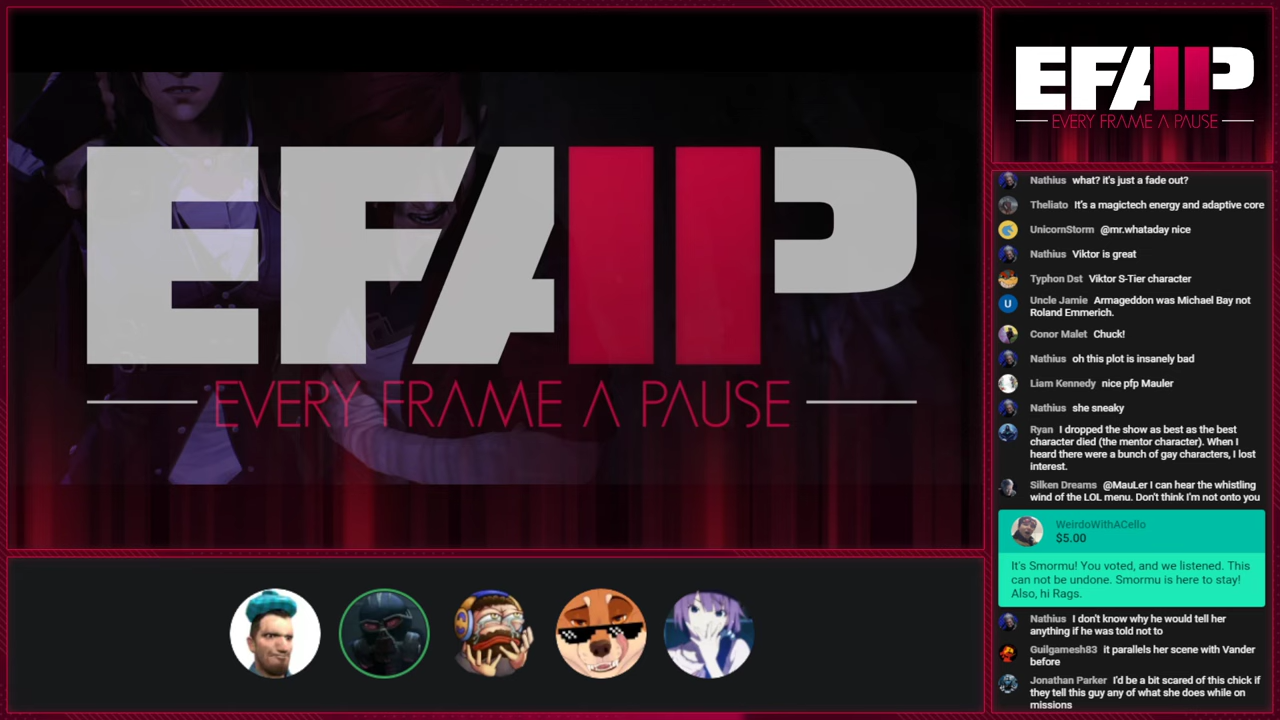 EFAP
EVERY FRAME A PAUSE
EFAP
EVERY FRAME A PAUSE
Nathius what? it's just a fade out?
Theliato It's a magictech energy and adaptive core
UnicornStorm @mr.whataday nice
Nathius Viktor is great
Typhon Dst Viktor S-Tier character
U
Uncle Jamie Armageddon was Michael Bay not
Roland Emmerich.
Conor Malet Chuck!
Nathius oh this plot is insanely bad
Liam Kennedy nice pfp Mauler
Nathius she sneaky
Ryan I dropped the show as best as the best
character died (the mentor character). When I
heard there were a bunch of gay characters, I lost
interest.
Silken Dreams @MauLer I can hear the whistling
wind of the LOL menu. Don't think I'm not onto you
WeirdoWithACello
$5.00
It's Smormu! You voted, and we listened. This
can not be undone. Smormu is here to stay!
Also, hi Rags.
Nathius I don't know why he would tell her
anything if he was told not to
Guilgamesh83 it parallels her scene with Vander
before
Jonathan Parker I'd be a bit scared of this chick if
they tell this guy any of what she does while on
missions